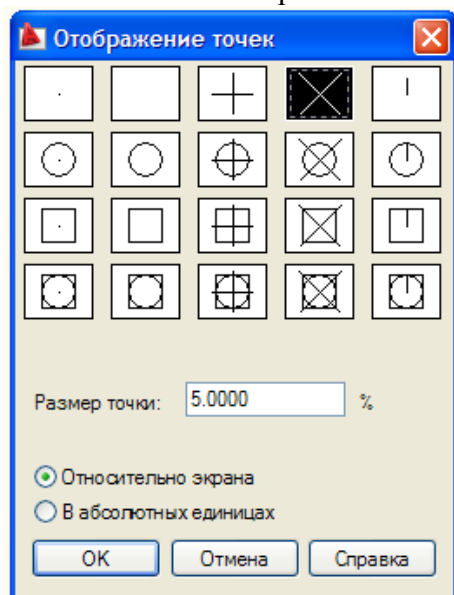 Отображение точек
Размер точки: 5.0000 %
Относительно экрана
В абсолютных единицах
OK Отмена Справка